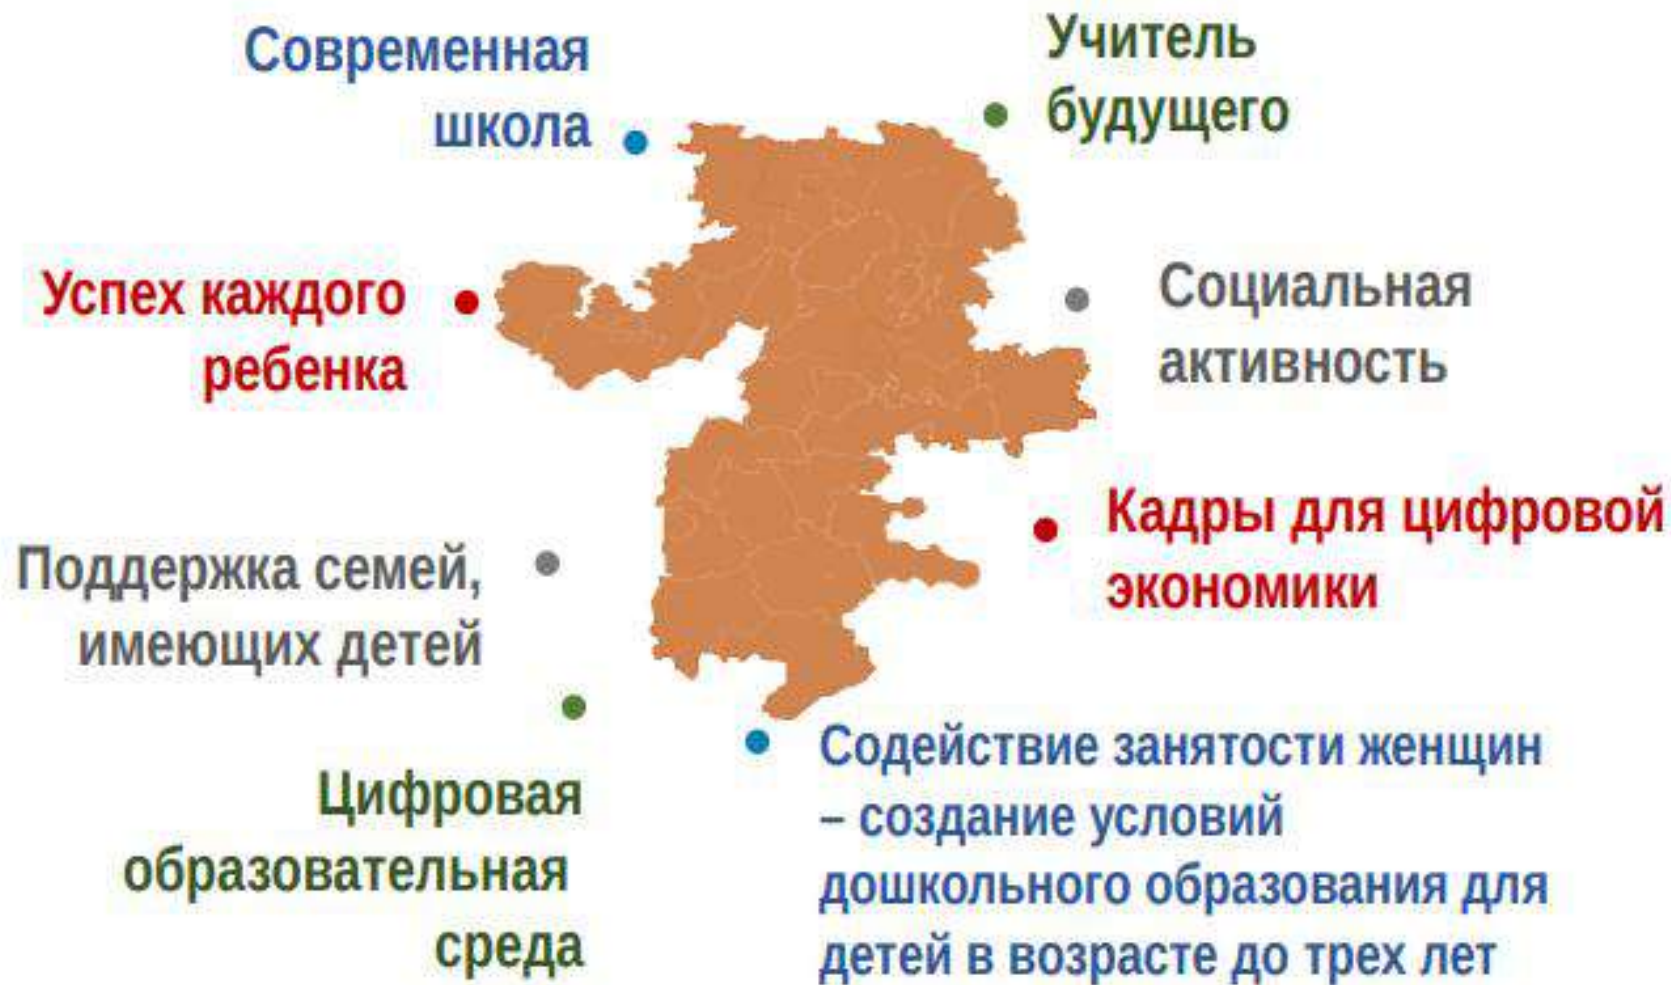 Современная
школа
Учитель
будущего
Успех каждого
ребенка
Социальная
активность
Поддержка семей,
имеющих детей
Кадры для цифровой
экономики
Цифровая
образовательная
среда
Содействие занятости женщин
– создание условий
дошкольного образования для
детей в возрасте до трех лет